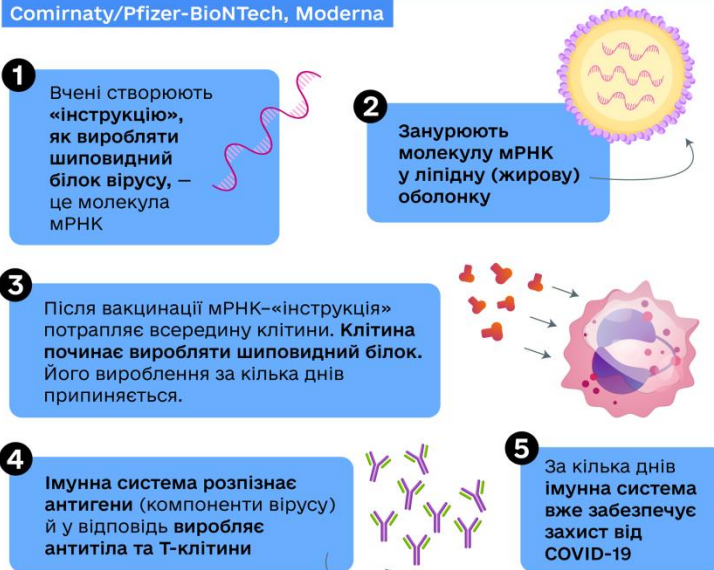 Comirnaty/Pfizer-BioNTech, Moderna
1
Вчені створюють
«інструкцію»,
як виробляти
шиповидний
білок вірусу, —
це молекула
мРНК
2
Занурюють
молекулу мРНК
у ліпідну (жирову)
оболонку
3
Після вакцинації мРНК–«інструкція»
потрапляє всередину клітини. Клітина
починає виробляти шиповидний білок.
Його вироблення за кілька днів
припиняється.
4
Імунна система розпізнає
антигени (компоненти вірусу)
й у відповідь виробляє
антитіла та Т-клітини
5
За кілька днів
імунна система
вже забезпечує
захист від
COVID-19